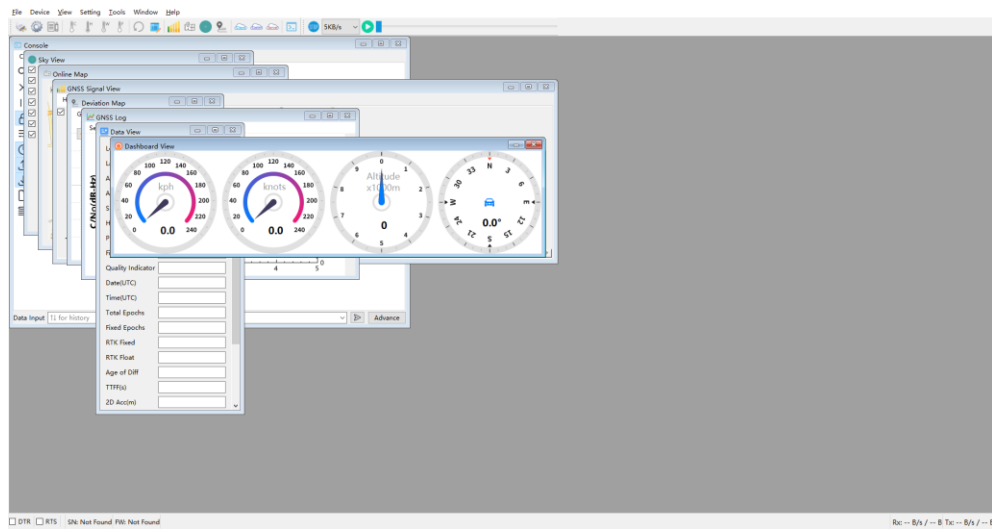 File Device View Setting Tools Window Help
5KB/s
Console
Sky View
Online Map
GNSS Signal View
Deviation Map
GNSS Log
Data View
Dashboard View
0 20 40 60 80 100 120 140 160 180 200 220 240
kph
0.0
0 20 40 60 80 100 120 140 160 180 200 220 240
knots
0.0
0 1 2 3 4 5 6 7 8 9
Altitude
x1000m
0
N 3 6 E 12 15 S 21 24 W 30 33
0.0°
C/No(dB-Hz)
0
4 5
Quality Indicator
Date(UTC)
Time(UTC)
Total Epochs
Fixed Epochs
Data Input ↑↓ for history Advance
RTK Fixed
RTK Float
Age of Diff
TTFF(s)
2D Acc(m)
DTR RTS SN: Not Found FW: Not Found
Rx: -- B/s / -- B Tx: -- B/s / -- B